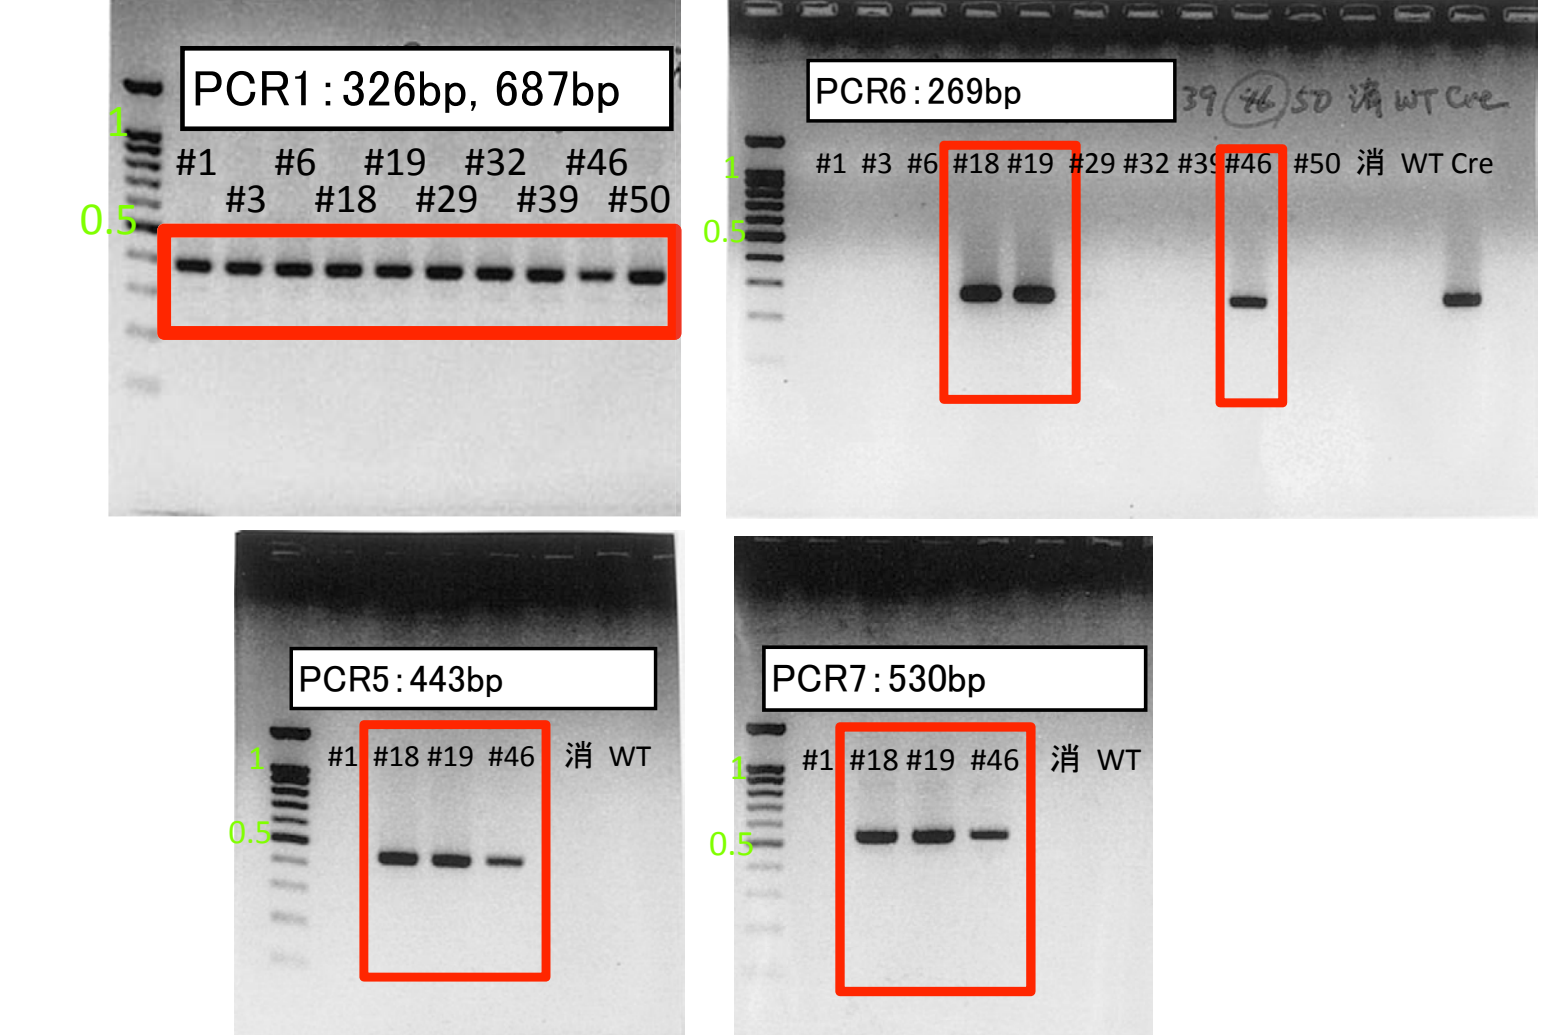 PCR1：326bp, 687bp
1
#1 #6 #19 #32 #46
#3 #18 #29 #39 #50
0.5
PCR6：269bp
39 46 50 消 WT Cre
1
#1 #3 #6 #18 #19 #29 #32 #39 #46 #50 消 WT Cre
0.5
PCR5：443bp
1
#1 #18 #19 #46 消 WT
0.5
PCR7：530bp
1
#1 #18 #19 #46 消 WT
0.5